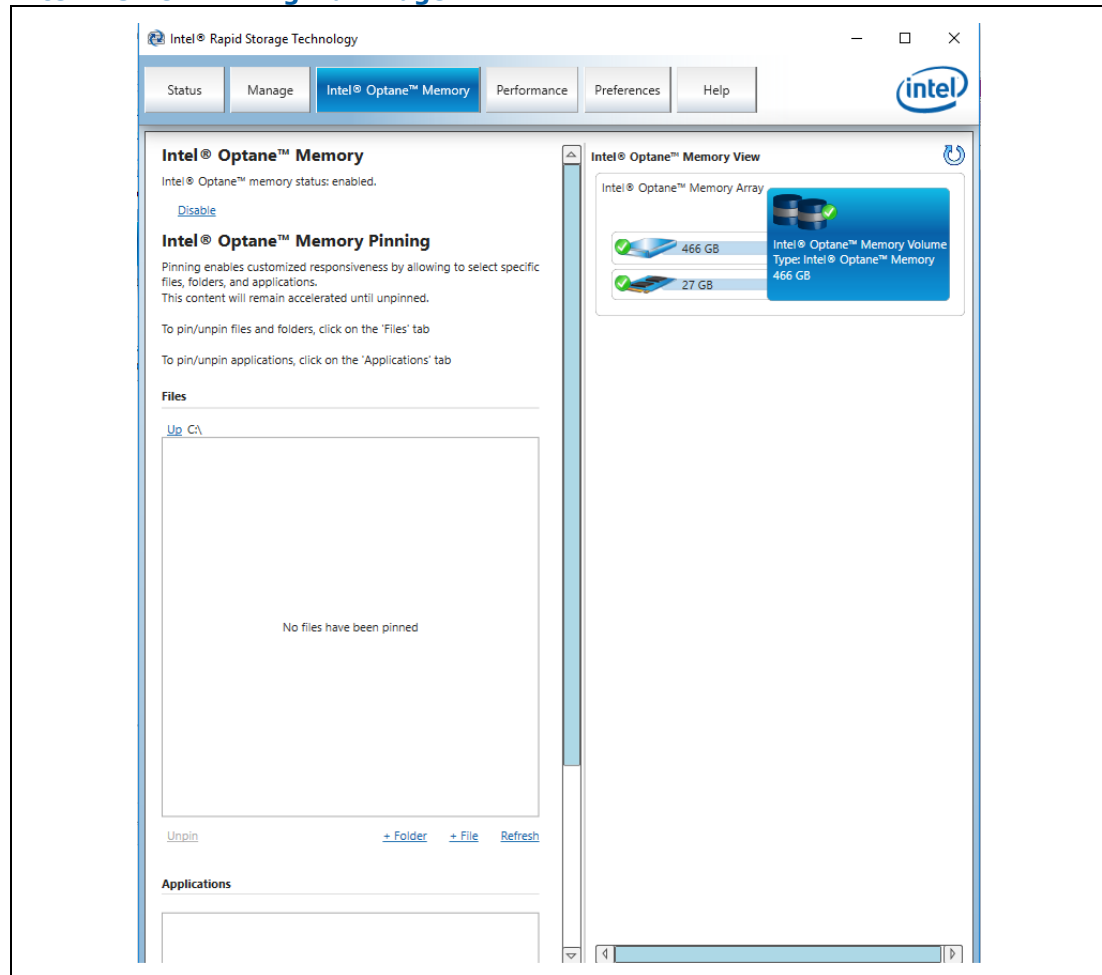 Intel® Rapid Storage Technology
Status
Manage
Intel® Optane™ Memory
Performance
Preferences
Help
intel
Intel® Optane™ Memory
Intel® Optane™ memory status: enabled.
Disable
Intel® Optane™ Memory Pinning
Pinning enables customized responsiveness by allowing to select specific
files, folders, and applications.
This content will remain accelerated until unpinned.
To pin/unpin files and folders, click on the 'Files' tab
To pin/unpin applications, click on the 'Applications' tab
Files
Up C:\
No files have been pinned
Unpin
+ Folder
+ File
Refresh
Applications
Intel® Optane™ Memory View
Intel® Optane™ Memory Array
466 GB
27 GB
Intel® Optane™ Memory Volume
Type: Intel® Optane™ Memory
466 GB